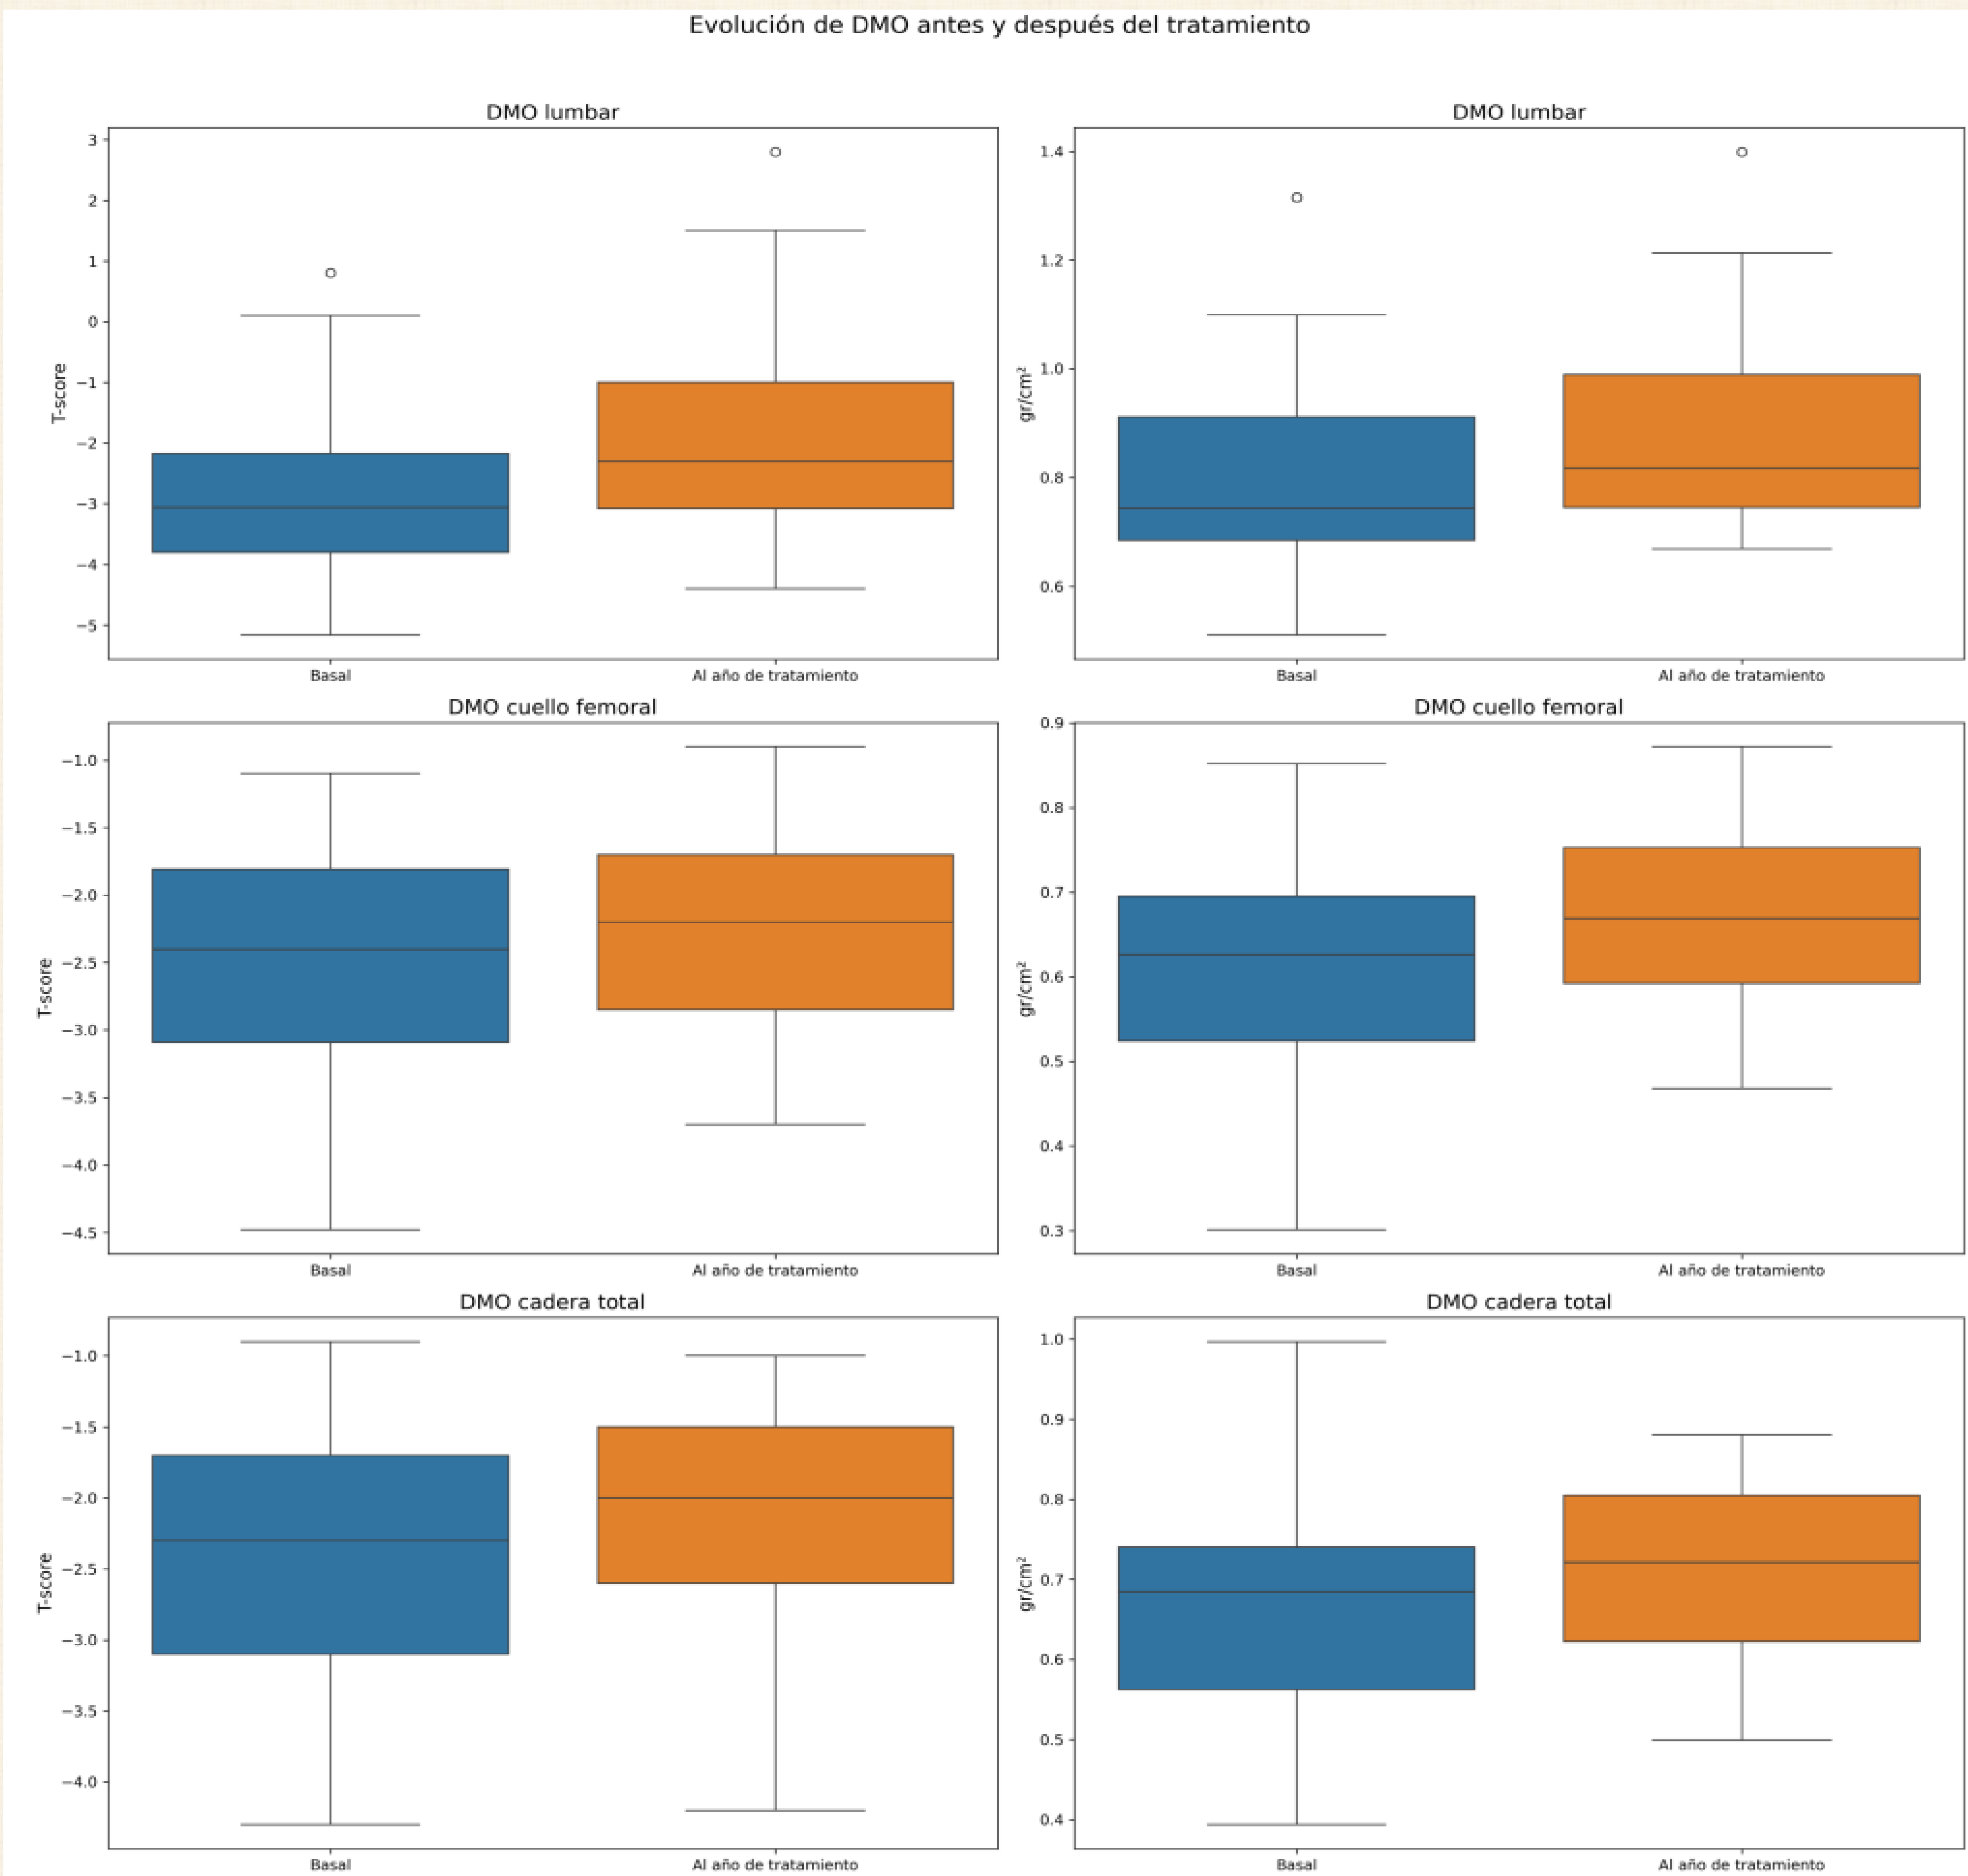 Evolución de DMO antes y después del tratamiento
DMO lumbar
T-score
3
2
1
0
−1
−2
−3
−4
−5
Basal
Al año de tratamiento
DMO lumbar
gr/cm²
1.4
1.2
1.0
0.8
0.6
Basal
Al año de tratamiento
DMO cuello femoral
T-score
−1.0
−1.5
−2.0
−2.5
−3.0
−3.5
−4.0
−4.5
Basal
Al año de tratamiento
DMO cuello femoral
gr/cm²
0.9
0.8
0.7
0.6
0.5
0.4
0.3
Basal
Al año de tratamiento
DMO cadera total
T-score
−1.0
−1.5
−2.0
−2.5
−3.0
−3.5
−4.0
Basal
Al año de tratamiento
DMO cadera total
gr/cm²
1.0
0.9
0.8
0.7
0.6
0.5
0.4
Basal
Al año de tratamiento